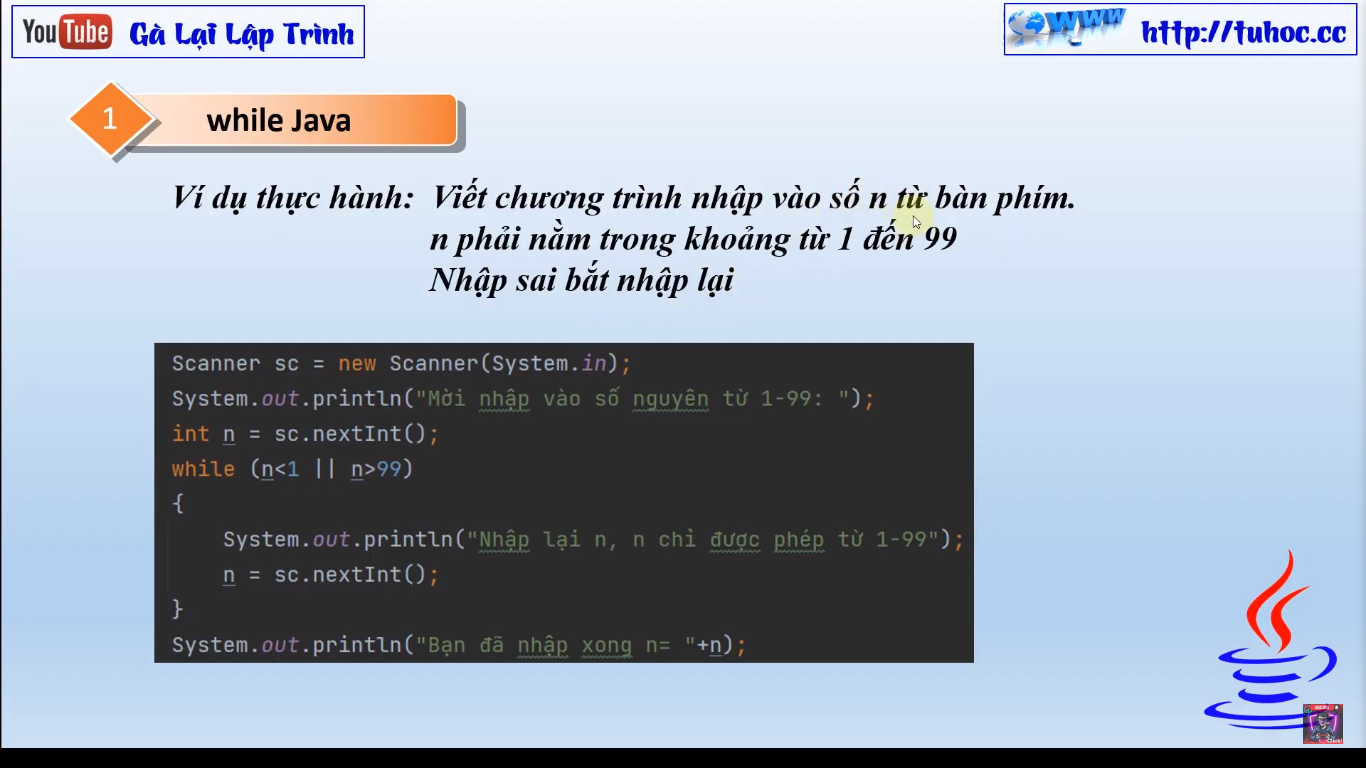 YouTube Gà Lại Lập Trình
www http://tuhoc.cc
1 while Java
Ví dụ thực hành: Viết chương trình nhập vào số n từ bàn phím.
n phải nằm trong khoảng từ 1 đến 99
Nhập sai bắt nhập lại
Scanner sc = new Scanner(System.in);
System.out.println("Mời nhập vào số nguyên từ 1-99: ");
int n = sc.nextInt();
while (n<1 || n>99)
{
    System.out.println("Nhập lại n, n chỉ được phép từ 1-99");
    n = sc.nextInt();
}
System.out.println("Bạn đã nhập xong n= "+n);